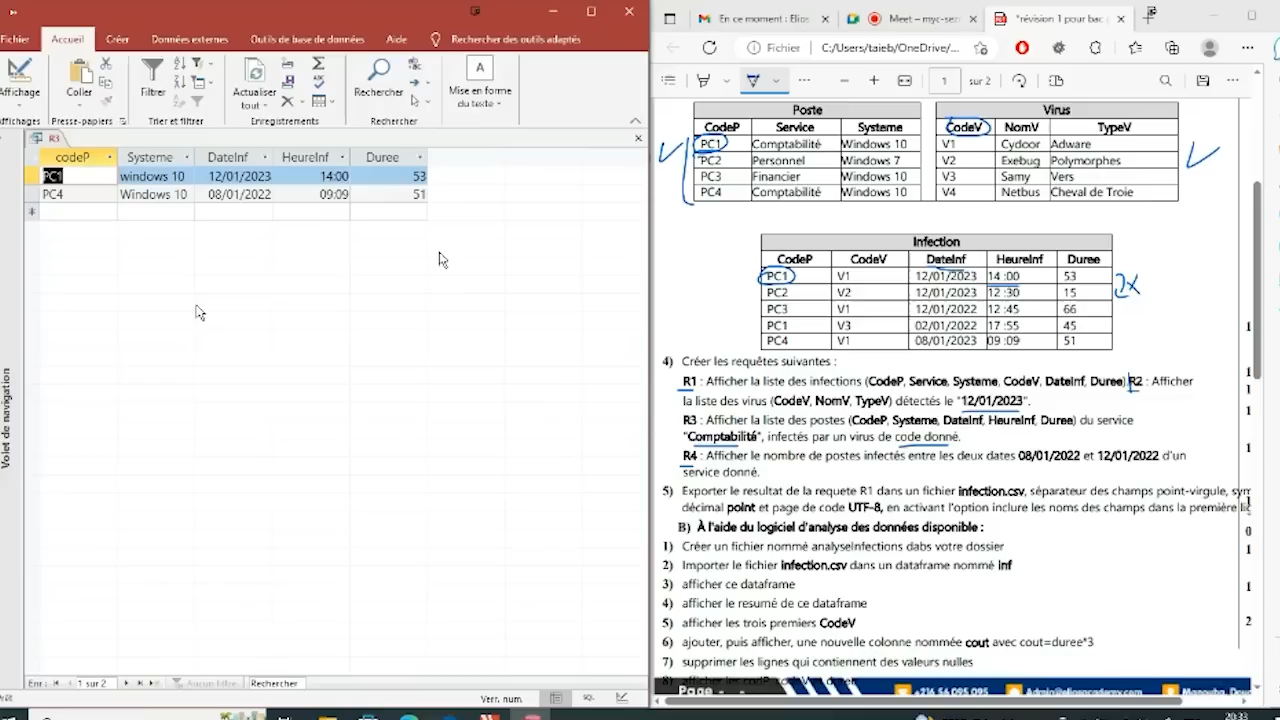 Fichier
Accueil
Créer
Données externes
Outils de base de données
Aide
Rechercher des outils adaptés
Affichage
Coller
Filtrer
Actualiser
tout
Rechercher
Mise en forme
du texte
Affichages
Presse-papiers
Trier et filtrer
Enregistrements
Rechercher
R3
codeP Systeme DateInf HeureInf Duree
PC1 windows 10 12/01/2023 14:00 53
PC4 Windows 10 08/01/2022 09:09 51
Volet de navigation
Enr : 1 sur 2 Aucun filtre Rechercher
Verr. num.
En ce moment : Elios
Meet – myc-sez
*révision 1 pour bac
Fichier C:/Users/taieb/OneDrive/...
1 sur 2
Poste
CodeP Service Systeme
PC1 Comptabilité Windows 10
PC2 Personnel Windows 7
PC3 Financier Windows 10
PC4 Comptabilité Windows 10
Virus
CodeV NomV TypeV
V1 Cydoor Adware
V2 Exebug Polymorphes
V3 Samy Vers
V4 Netbus Cheval de Troie
Infection
CodeP CodeV DateInf HeureInf Duree
PC1 V1 12/01/2023 14 :00 53
PC2 V2 12/01/2023 12 :30 15
PC3 V1 12/01/2022 12 :45 66
PC1 V3 02/01/2022 17 :55 45
PC4 V1 08/01/2023 09 :09 51
4) Créer les requêtes suivantes :
R1 : Afficher la liste des infections (CodeP, Service, Systeme, CodeV, DateInf, Duree) R2 : Afficher
la liste des virus (CodeV, NomV, TypeV) détectés le "12/01/2023".
R3 : Afficher la liste des postes (CodeP, Systeme, DateInf, HeureInf, Duree) du service
"Comptabilité", infectés par un virus de code donné.
R4 : Afficher le nombre de postes infectés entre les deux dates 08/01/2022 et 12/01/2022 d'un
service donné.
5) Exporter le resultat de la requete R1 dans un fichier infection.csv, séparateur des champs point-virgule,
décimal point et page de code UTF-8, en activant l'option inclure les noms des champs dans la première
B) À l'aide du logiciel d'analyse des données disponible :
1) Créer un fichier nommé analyseInfections dabs votre dossier
2) Importer le fichier infection.csv dans un dataframe nommé inf
3) afficher ce dataframe
4) afficher le resumé de ce dataframe
5) afficher les trois premiers CodeV
6) ajouter, puis afficher, une nouvelle colonne nommée cout avec cout=duree*3
7) supprimer les lignes qui contiennent des valeurs nulles
Page
+216 54 095 095
20:23